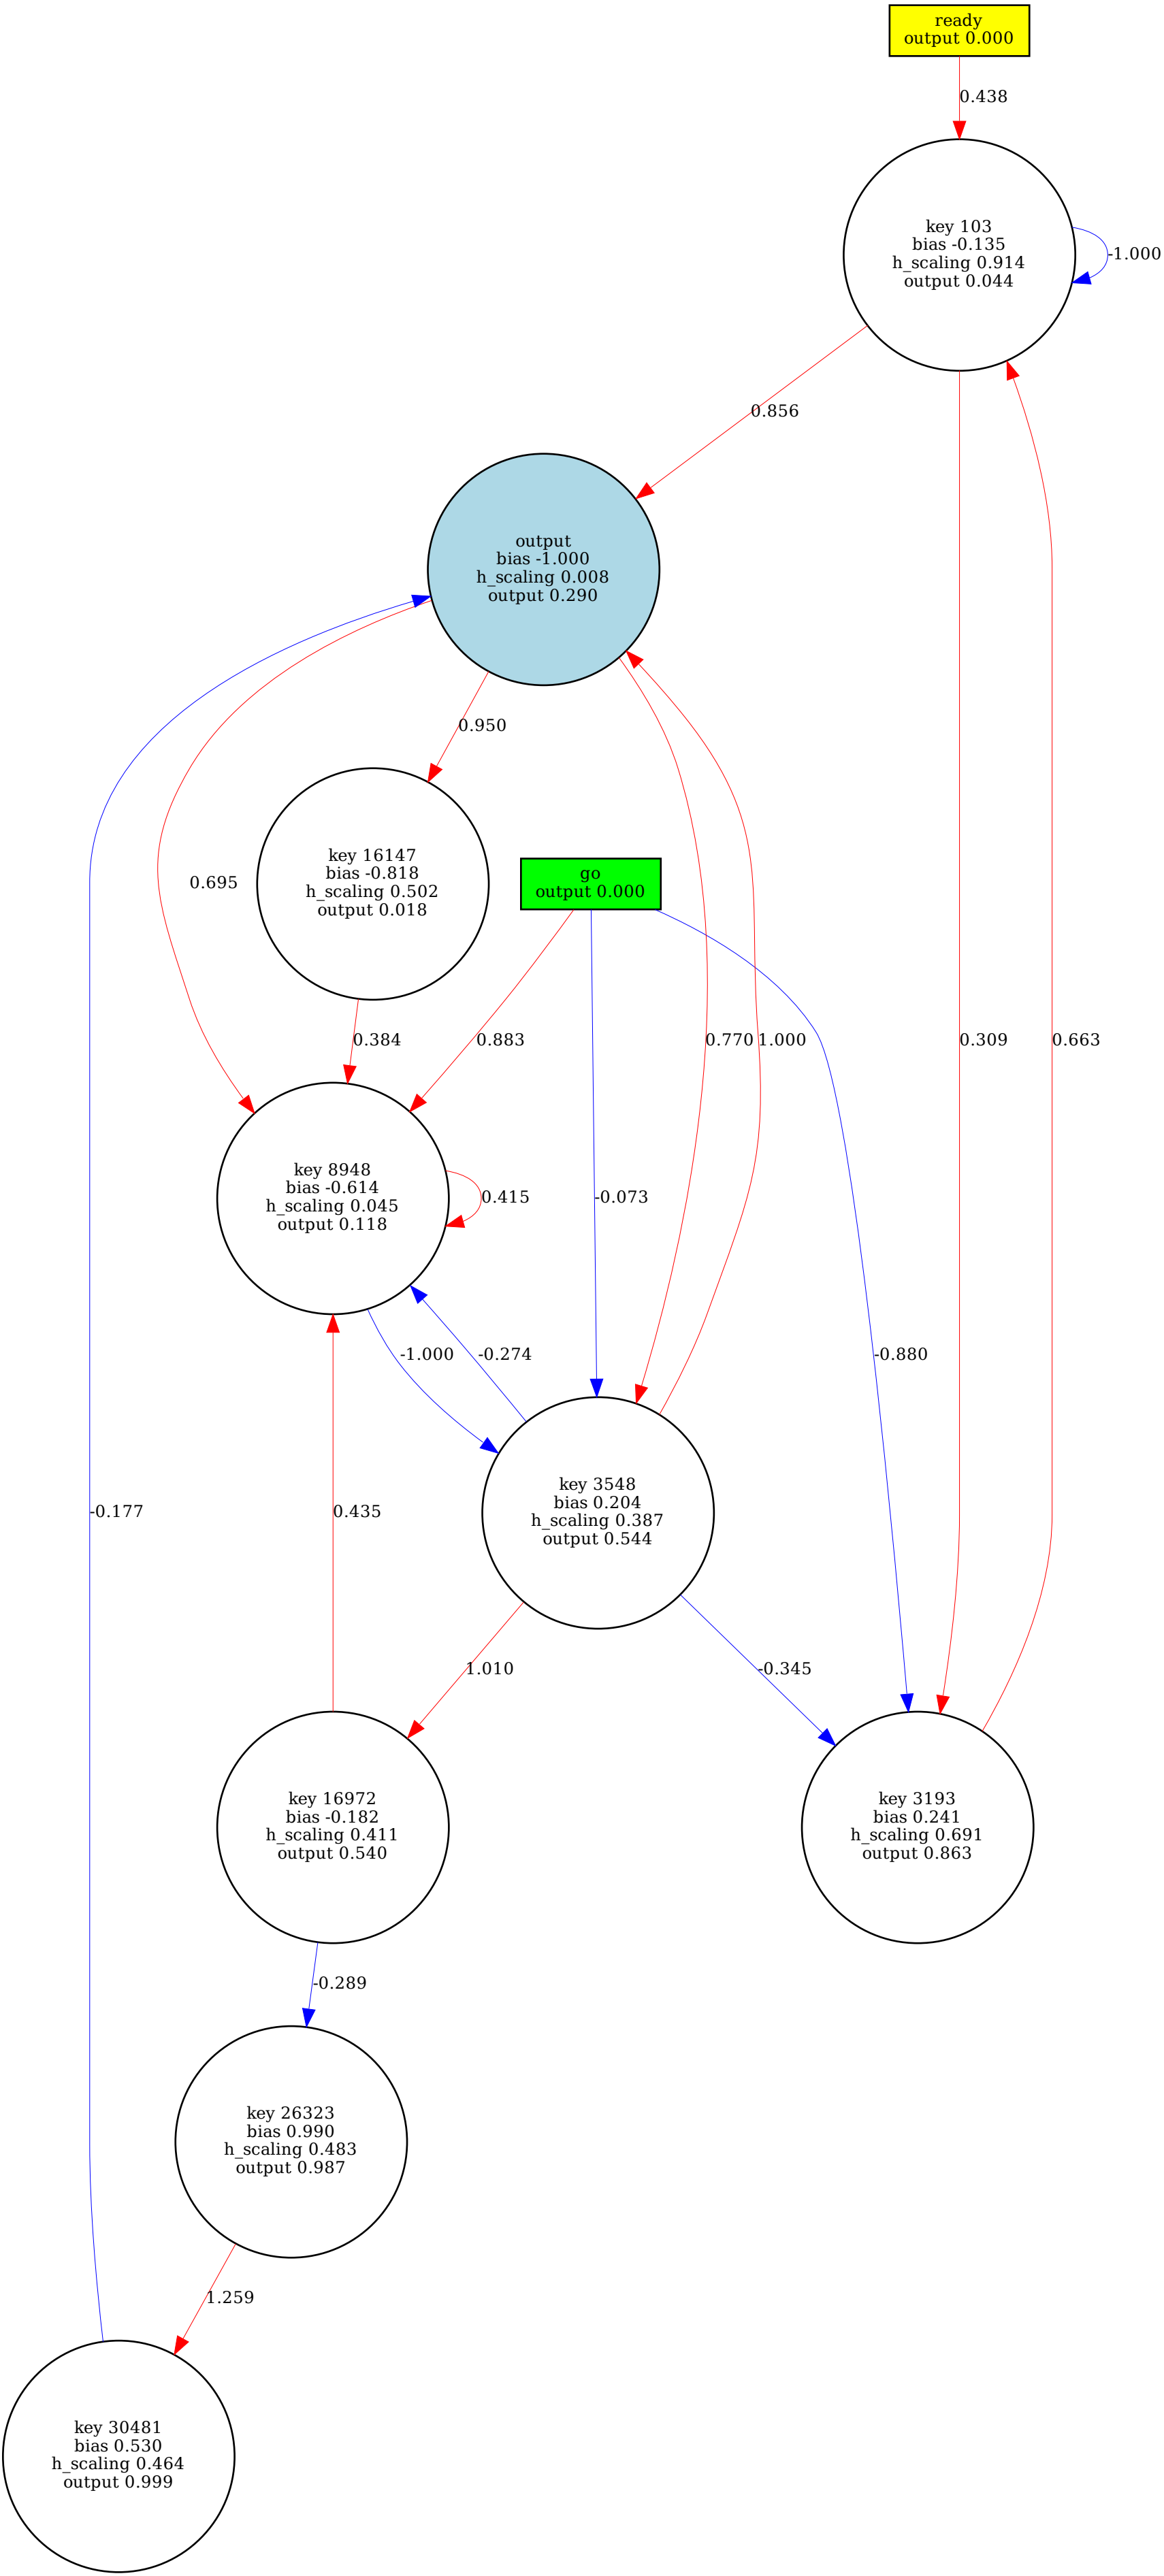 ready
output 0.000
0.438
key 103
bias -0.135
h_scaling 0.914
output 0.044
-1.000
0.856
output
bias -1.000
h_scaling 0.008
output 0.290
0.950
key 16147
bias -0.818
h_scaling 0.502
output 0.018
go
output 0.000
0.695
0.384
0.883
0.770
1.000
0.309
0.663
key 8948
bias -0.614
h_scaling 0.045
output 0.118
0.415
-0.073
-1.000
-0.274
-0.880
key 3548
bias 0.204
h_scaling 0.387
output 0.544
-0.177
0.435
1.010
-0.345
key 16972
bias -0.182
h_scaling 0.411
output 0.540
key 3193
bias 0.241
h_scaling 0.691
output 0.863
-0.289
key 26323
bias 0.990
h_scaling 0.483
output 0.987
1.259
key 30481
bias 0.530
h_scaling 0.464
output 0.999